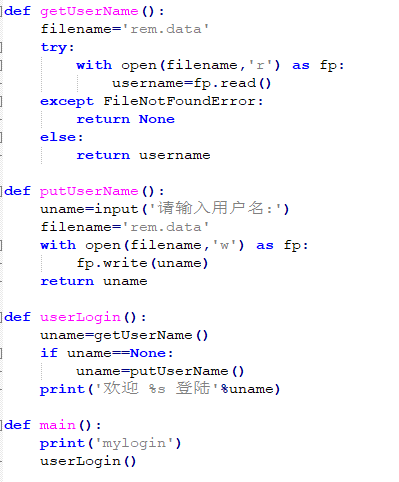 def getUserName():
    filename='rem.data'
    try:
        with open(filename,'r') as fp:
            username=fp.read()
    except FileNotFoundError:
        return None
    else:
        return username

def putUserName():
    uname=input('请输入用户名:')
    filename='rem.data'
    with open(filename,'w') as fp:
        fp.write(uname)
    return uname

def userLogin():
    uname=getUserName()
    if uname==None:
        uname=putUserName()
    print('欢迎 %s 登陆'%uname)

def main():
    print('mylogin')
    userLogin()